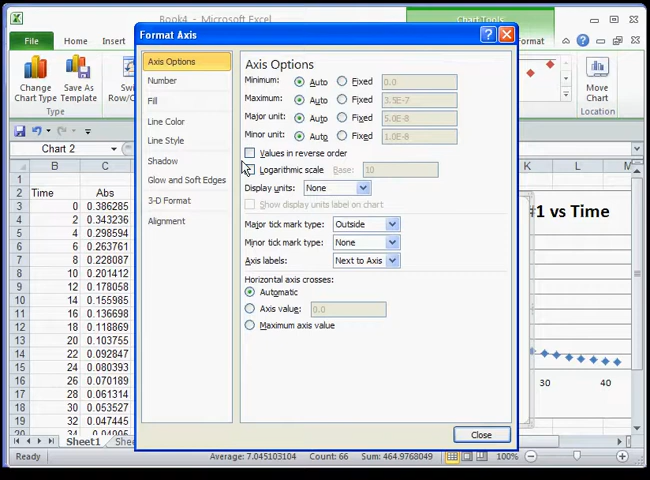 Book4 - Microsoft Excel
Chart Tools
File
Home
Insert
Format
Format Axis
Change
Chart Type
Save As
Template
Switch
Row/C
Move
Chart
Type
Chart 2
Axis Options
Number
Fill
Line Color
Line Style
Shadow
Glow and Soft Edges
3-D Format
Alignment
Axis Options
Minimum: Auto Fixed 0.0
Maximum: Auto Fixed 3.5E-7
Major unit: Auto Fixed 5.0E-8
Minor unit: Auto Fixed 1.0E-8
Values in reverse order
Logarithmic scale Base: 10
Display units: None
Show display units label on chart
Major tick mark type: Outside
Minor tick mark type: None
Axis labels: Next to Axis
Horizontal axis crosses:
Automatic
Axis value: 0.0
Maximum axis value
Close
B C
L M
1
2 Time Abs
3 0 0.386285
4 2 0.343236
5 4 0.298594
6 6 0.263761
7 8 0.228087
8 10 0.201412
9 12 0.178058
10 14 0.155985
11 16 0.136698
12 18 0.118869
13 20 0.103755
14 22 0.092847
15 24 0.080393
16 26 0.070189
17 28 0.061314
18 30 0.053527
19 32 0.047445
#1 vs Time
30 40
Sheet1
Ready
Average: 7.045103304 Count: 66 Sum: 464.9768049
100%